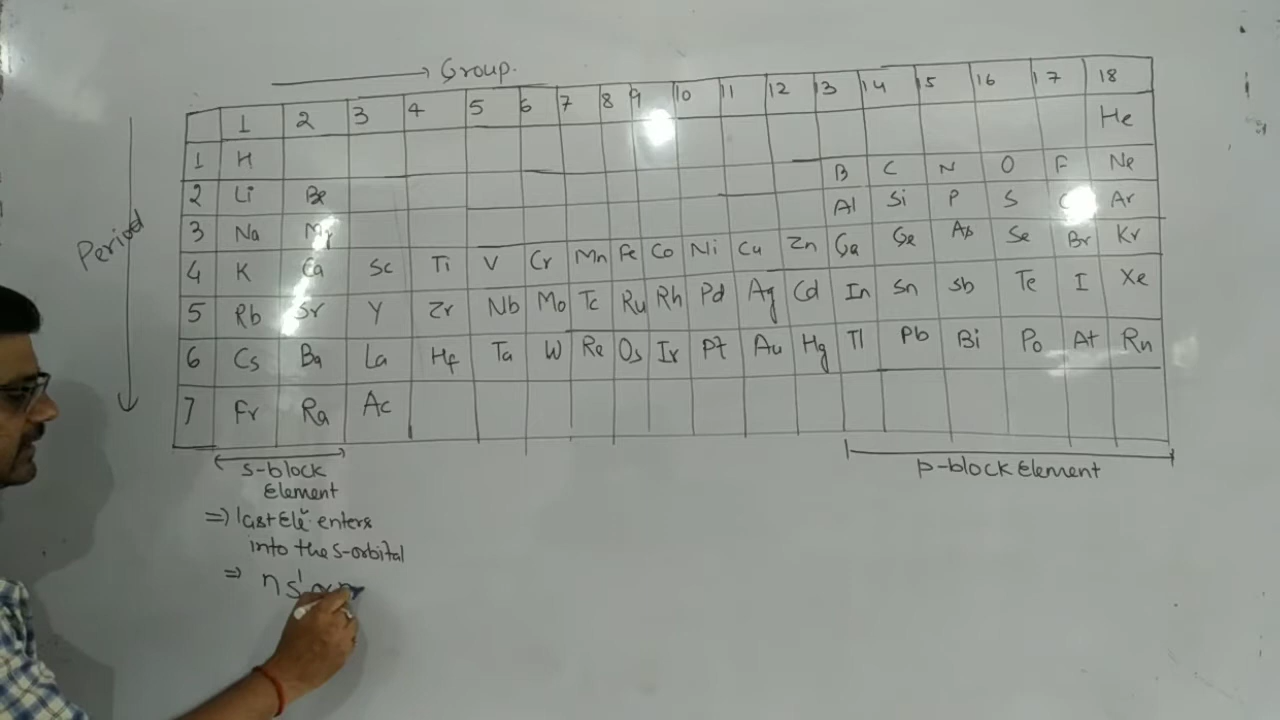 Group.
1 2 3 4 5 6 7 8 9 10 11 12 13 14 15 16 17 18
He
1 H
B C N O F Ne
2 Li Be
Al Si P S Ar
3 Na
Period
4 K Ca Sc Ti V Cr Mn Fe Co Ni Cu Zn Ga Ge As Se Br Kr
5 Rb Sr Y Zr Nb Mo Tc Ru Rh Pd Ag Cd In Sn Sb Te I Xe
6 Cs Ba La Hf Ta W Re Os Ir Pt Au Hg Tl Pb Bi Po At Rn
7 Fr Ra Ac
s-block
Element
p-block Element
⇒ last Ele⁻ enters
into the s-orbital
⇒ ns¹